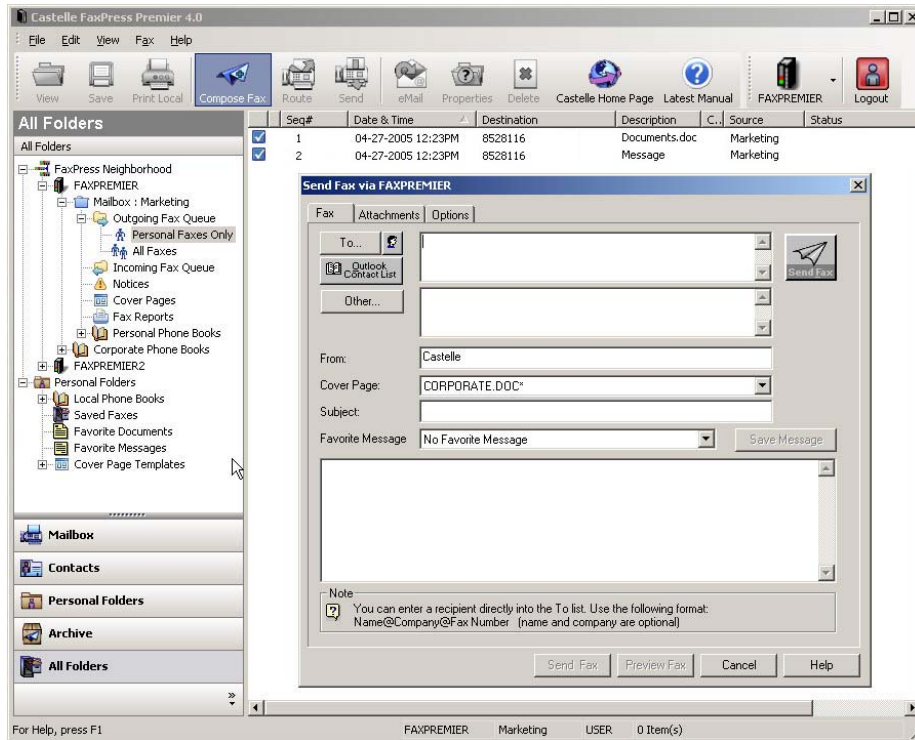 Castelle FaxPress Premier 4.0
File Edit View Fax Help
View Save Print Local Compose Fax Route Send eMail Properties Delete Castelle Home Page Latest Manual FAXPREMIER Logout
All Folders
All Folders
FaxPress Neighborhood
FAXPREMIER
Mailbox : Marketing
Outgoing Fax Queue
Personal Faxes Only
All Faxes
Incoming Fax Queue
Notices
Cover Pages
Fax Reports
Personal Phone Books
Corporate Phone Books
FAXPREMIER2
Personal Folders
Local Phone Books
Saved Faxes
Favorite Documents
Favorite Messages
Cover Page Templates
Mailbox
Contacts
Personal Folders
Archive
All Folders
Seq# Date & Time Destination Description C.. Source Status
1 04-27-2005 12:23PM 8528116 Documents.doc Marketing
2 04-27-2005 12:23PM 8528116 Message Marketing
Send Fax via FAXPREMIER
Fax Attachments Options
To...
Outlook
Contact List
Send Fax
Other...
From: Castelle
Cover Page: CORPORATE.DOC*
Subject:
Favorite Message No Favorite Message Save Message
Note
You can enter a recipient directly into the To list. Use the following format:
Name@Company@Fax Number (name and company are optional)
Send Fax Preview Fax Cancel Help
For Help, press F1 FAXPREMIER Marketing USER 0 Item(s)